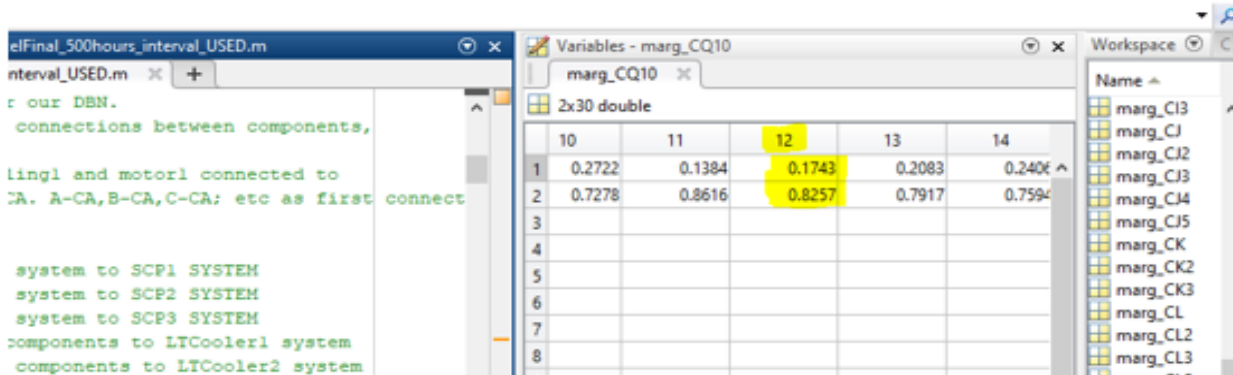 elFinal_500hours_interval_USED.m
nterval_USED.m
r our DBN.
connections between components,
ling1 and motor1 connected to
CA. A-CA,B-CA,C-CA; etc as first connect
system to SCP1 SYSTEM
system to SCP2 SYSTEM
system to SCP3 SYSTEM
components to LTCooler1 system
components to LTCooler2 system
Variables - marg_CQ10
marg_CQ10
2x30 double
10 11 12 13 14
1 0.2722 0.1384 0.1743 0.2083 0.2406
2 0.7278 0.8616 0.8257 0.7917 0.7594
3
4
5
6
7
8
Workspace
Name
marg_CI3
marg_CJ
marg_CJ2
marg_CJ3
marg_CJ4
marg_CJ5
marg_CK
marg_CK2
marg_CK3
marg_CL
marg_CL2
marg_CL3